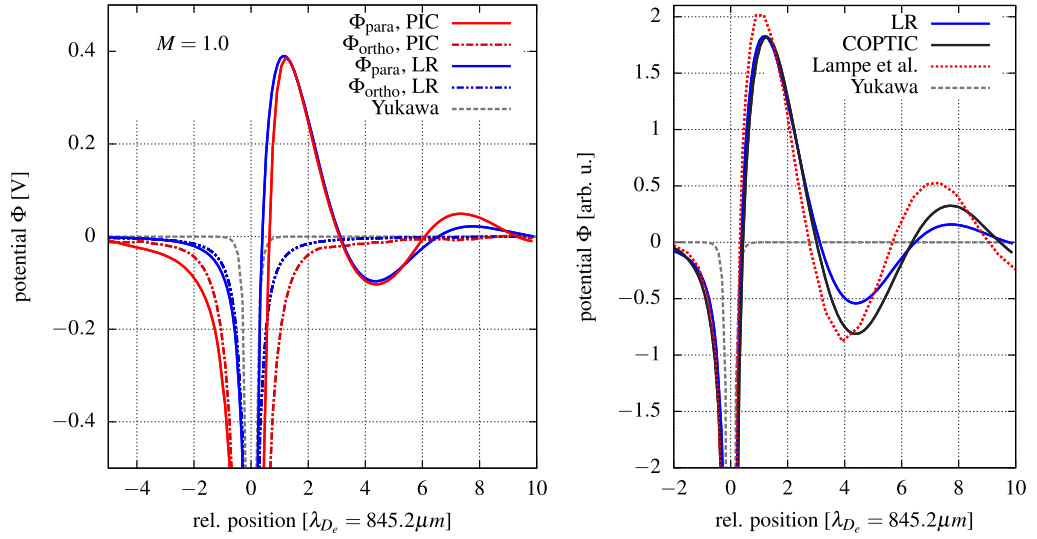 M = 1.0
Φpara, PIC
Φortho, PIC
Φpara, LR
Φortho, LR
Yukawa
0.4
0.2
0
−0.2
−0.4
potential Φ [V]
−4 −2 0 2 4 6 8 10
rel. position [λDe = 845.2μm]
LR
COPTIC
Lampe et al.
Yukawa
2
1.5
1
0.5
0
−0.5
−1
−1.5
−2
potential Φ [arb. u.]
−2 0 2 4 6 8 10
rel. position [λDe = 845.2μm]